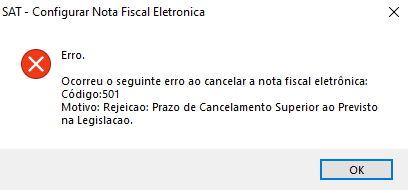 SAT - Configurar Nota Fiscal Eletronica
Erro.
Ocorreu o seguinte erro ao cancelar a nota fiscal eletrônica:
Código:501
Motivo: Rejeicao: Prazo de Cancelamento Superior ao Previsto
na Legislacao.
OK